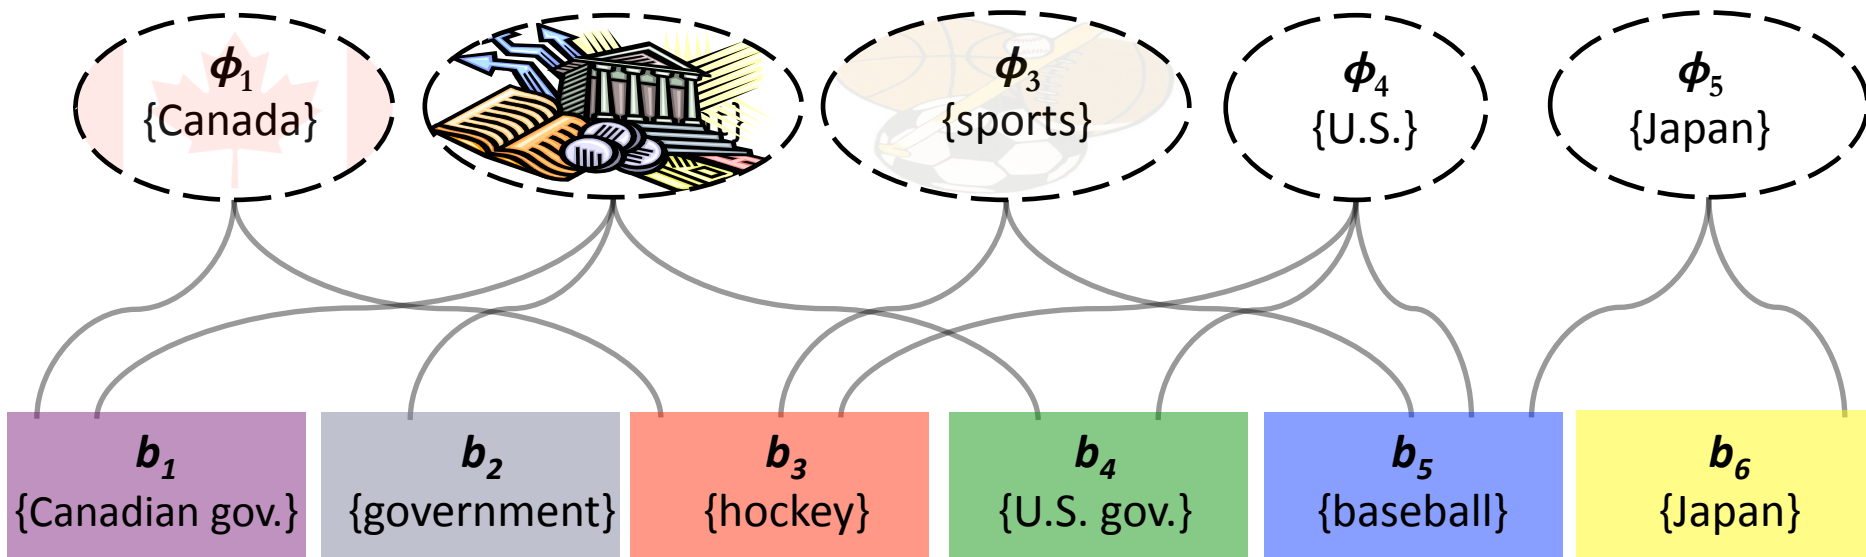 ϕ1
{Canada}
ϕ3
{sports}
ϕ4
{U.S.}
ϕ5
{Japan}
b1
{Canadian gov.}
b2
{government}
b3
{hockey}
b4
{U.S. gov.}
b5
{baseball}
b6
{Japan}